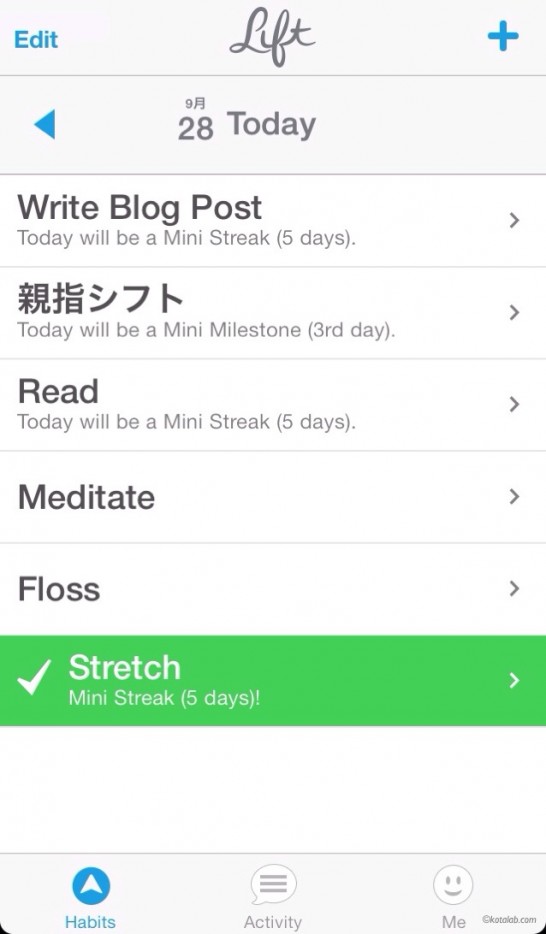 Edit
Lift
+
9月
28 Today
Write Blog Post
Today will be a Mini Streak (5 days).
親指シフト
Today will be a Mini Milestone (3rd day).
Read
Today will be a Mini Streak (5 days).
Meditate
Floss
Stretch
Mini Streak (5 days)!
Habits
Activity
Me
©kotalab.com